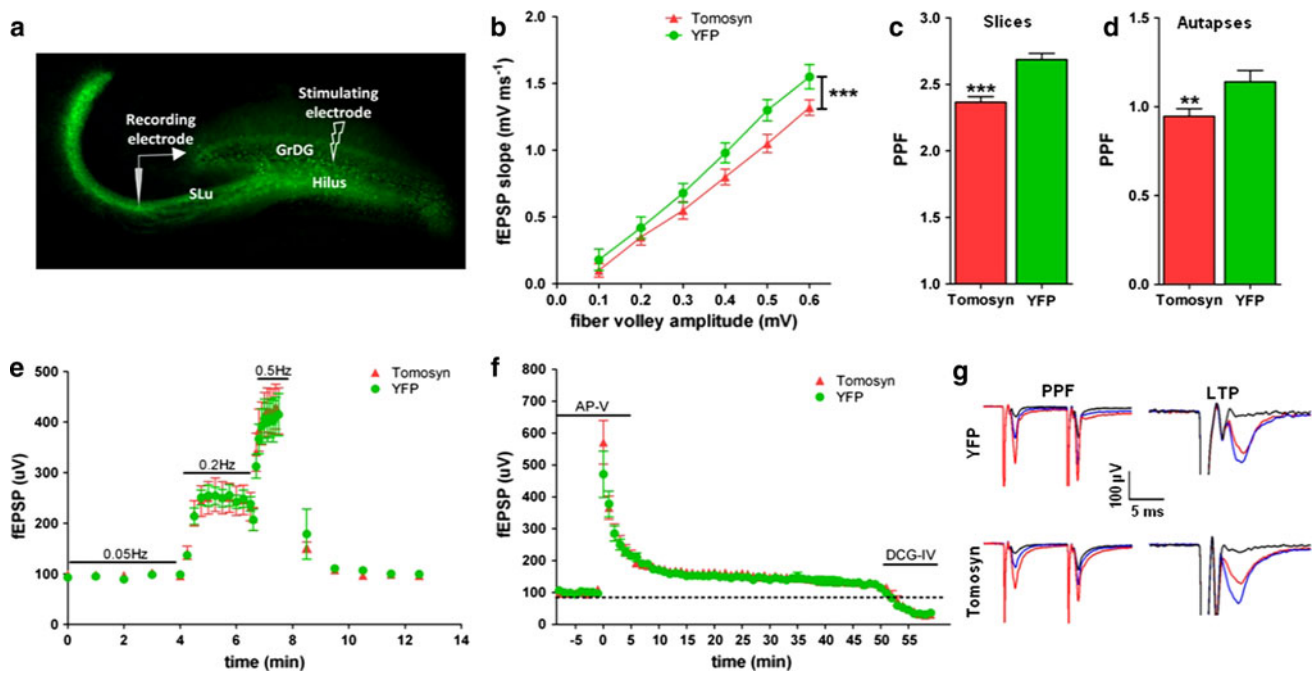 a
Recording electrode
Stimulating electrode
GrDG
Hilus
SLu
b
Tomosyn
YFP
fEPSP slope (mV ms⁻¹)
2.0
1.5
1.0
0.5
0.0
***
0.0 0.1 0.2 0.3 0.4 0.5 0.6
fiber volley amplitude (mV)
c
Slices
PPF
3.0
2.5
2.0
1.5
1.0
***
Tomosyn YFP
d
Autapses
PPF
1.5
1.0
0.5
0.0
**
Tomosyn YFP
e
Tomosyn
YFP
fEPSP (uV)
500
400
300
200
100
0
0.05Hz
0.2Hz
0.5Hz
0 2 4 6 8 10 12 14
time (min)
f
Tomosyn
YFP
fEPSP (uV)
800
700
600
500
400
300
200
100
0
AP-V
DCG-IV
-5 0 5 10 15 20 25 30 35 40 45 50 55
time (min)
g
PPF
LTP
YFP
100 µV
5 ms
Tomosyn